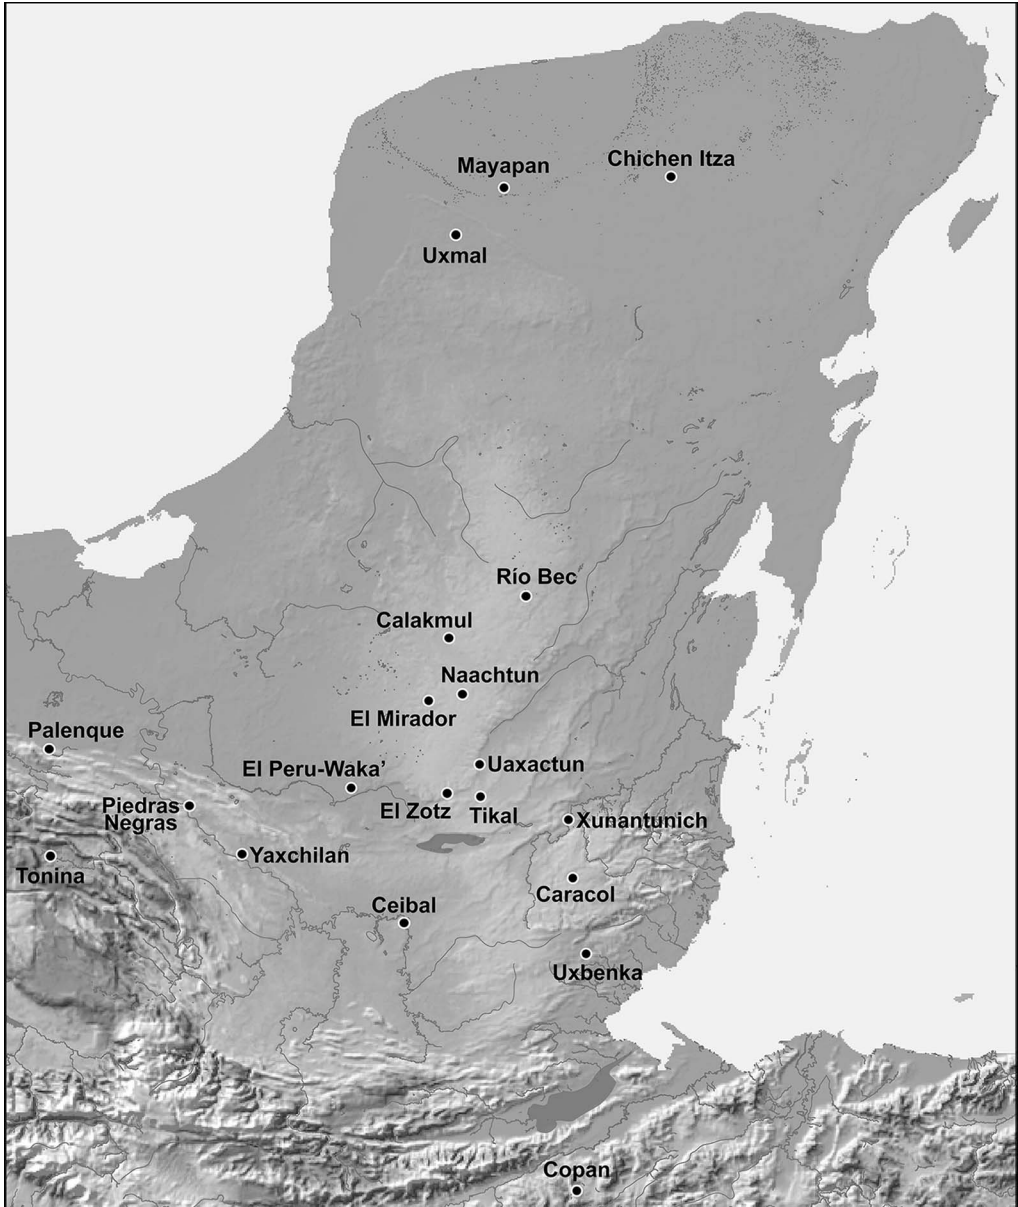 Mayapan
Chichen Itza
Uxmal
Río Bec
Calakmul
Naachtun
El Mirador
Palenque
El Peru-Waka’
Uaxactun
Piedras
Negras
El Zotz
Tikal
Xunantunich
Yaxchilan
Tonina
Caracol
Ceibal
Uxbenka
Copan